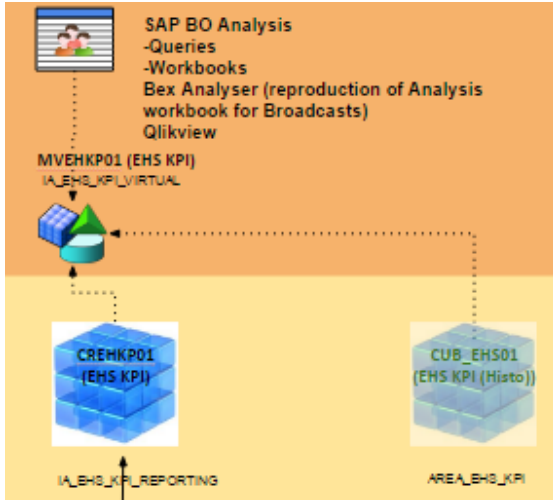 SAP BO Analysis
-Queries
-Workbooks
Bex Analyser (reproduction of Analysis
workbook for Broadcasts)
Qlikview
MVEHKP01 (EHS KPI)
IA_EHS_KPI_VIRTUAL
CREHKP01
(EHS KPI)
CUB_EHS01
(EHS KPI (Histo))
IA_EHS_KPI_REPORTING
AREA_EHS_KPI